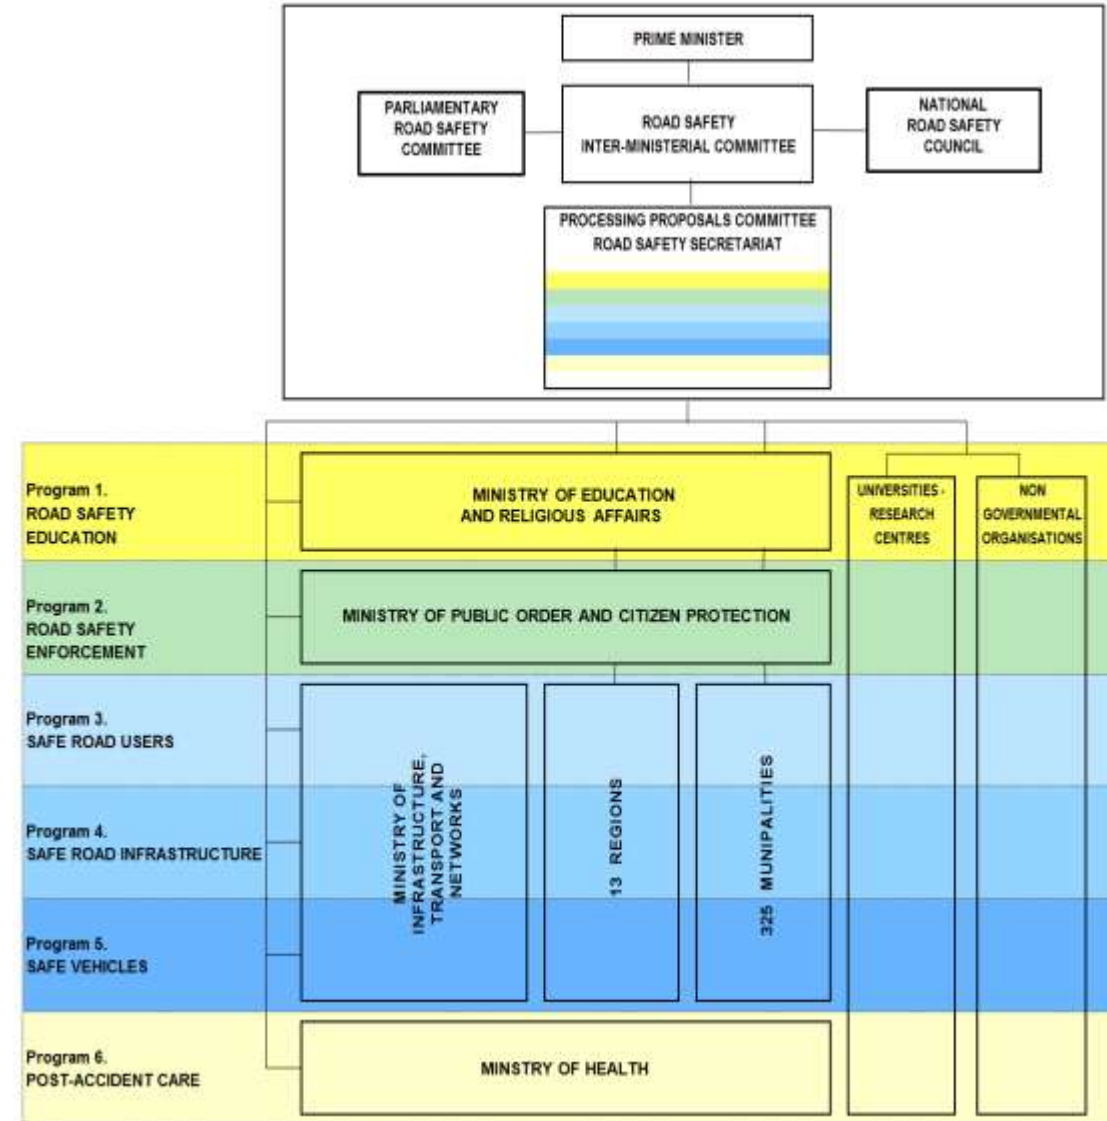 PRIME MINISTER
PARLIAMENTARY
ROAD SAFETY
COMMITTEE
ROAD SAFETY
INTER-MINISTERIAL COMMITTEE
NATIONAL
ROAD SAFETY
COUNCIL
PROCESSING PROPOSALS COMMITTEE
ROAD SAFETY SECRETARIAT
Program 1.
ROAD SAFETY
EDUCATION
MINISTRY OF EDUCATION
AND RELIGIOUS AFFAIRS
UNIVERSITIES -
RESEARCH
CENTRES
NON
GOVERNMENTAL
ORGANISATIONS
Program 2.
ROAD SAFETY
ENFORCEMENT
MINISTRY OF PUBLIC ORDER AND CITIZEN PROTECTION
Program 3.
SAFE ROAD USERS
Program 4.
SAFE ROAD INFRASTRUCTURE
Program 5.
SAFE VEHICLES
MINISTRY OF
INFRASTRUCTURE,
TRANSPORT AND
NETWORKS
13 REGIONS
325 MUNIPALITIES
Program 6.
POST-ACCIDENT CARE
MINSTRY OF HEALTH